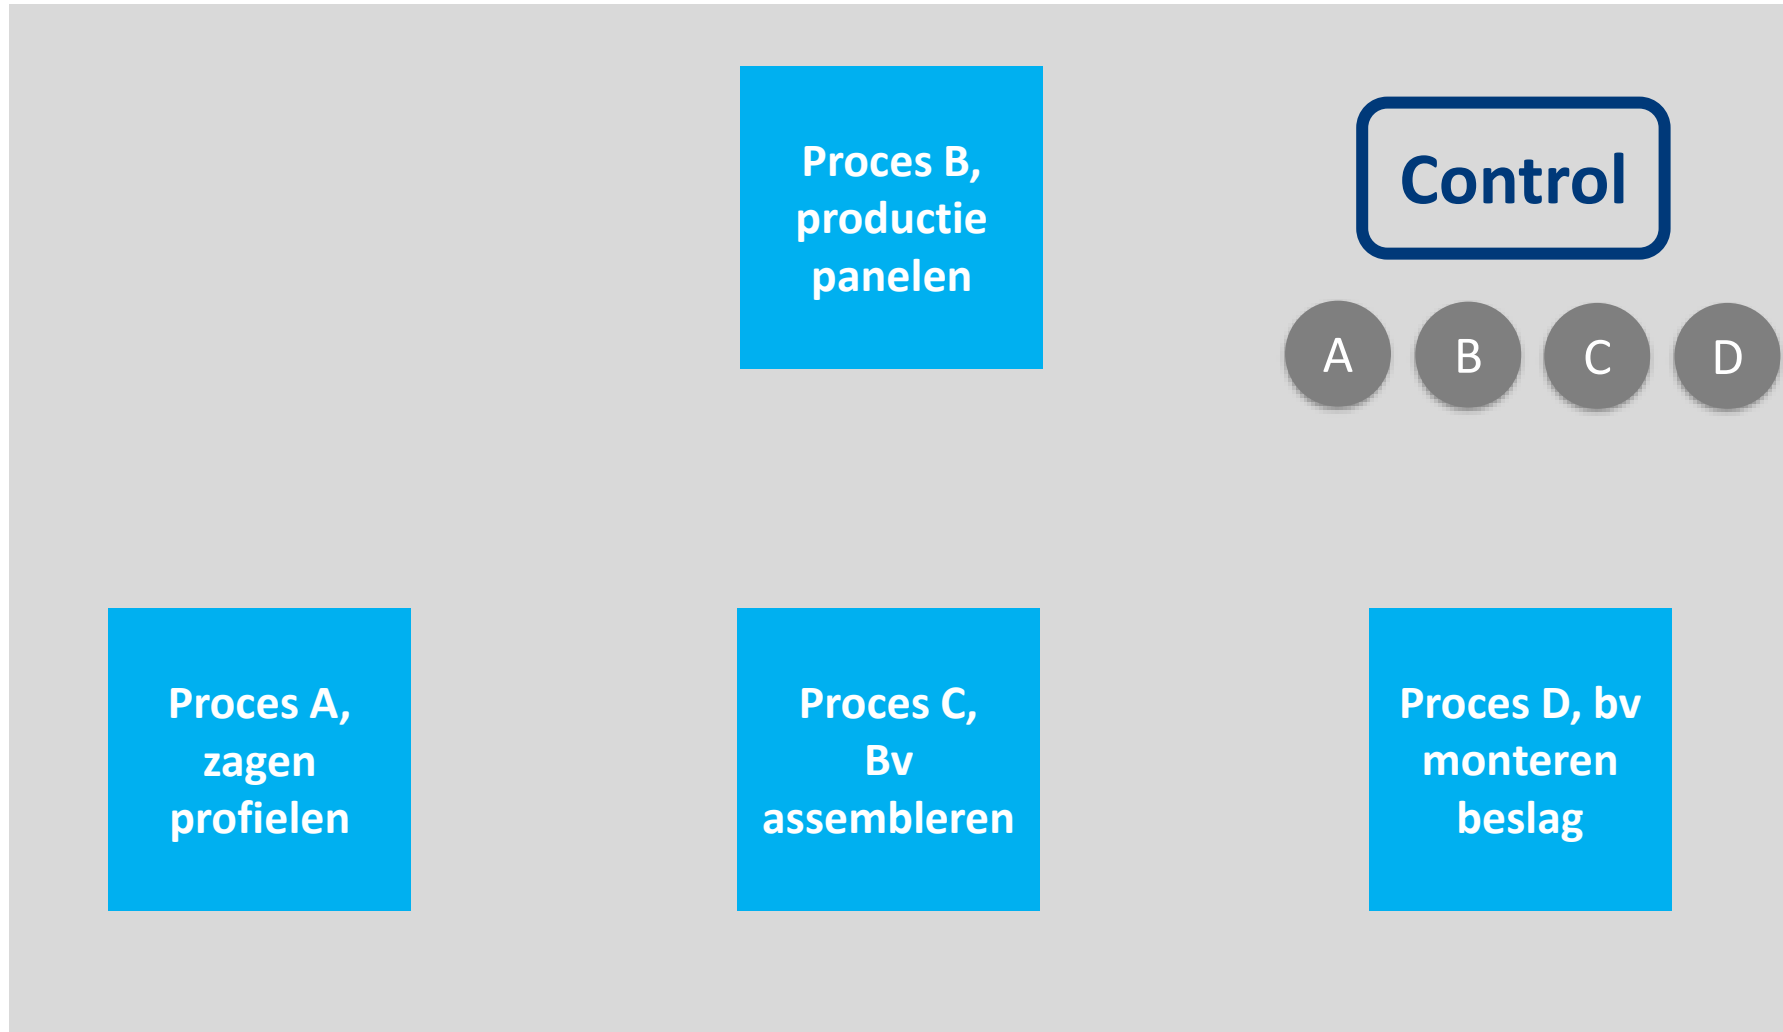 Proces B,
productie
panelen
Control
A B C D
Proces A,
zagen
profielen
Proces C,
Bv
assembleren
Proces D, bv
monteren
beslag